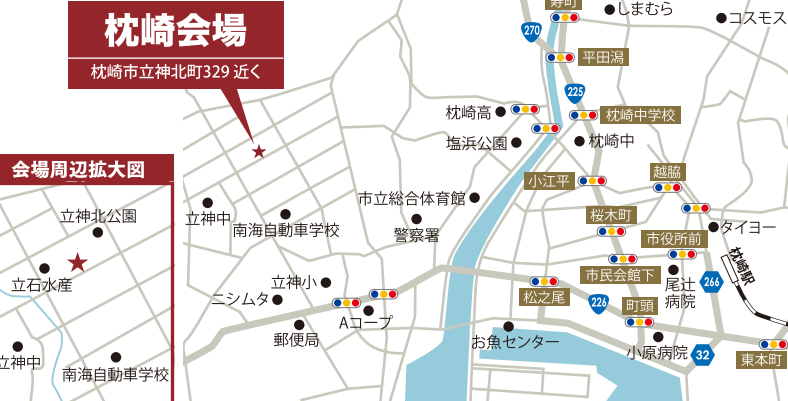 枕崎会場
枕崎市立神北町329 近く
会場周辺拡大図
立神北公園
立石水産
立神中
南海自動車学校
立神中
南海自動車学校
立神小
ニシムタ
郵便局
Aコープ
市立総合体育館
警察署
枕崎高
塩浜公園
寿町
しまむら
コスモス
270
平田潟
225
枕崎中学校
枕崎中
小江平
越脇
桜木町
タイヨー
市役所前
枕崎駅
市民会館下
尾辻
病院
266
松之尾
226
町頭
お魚センター
小原病院
32
東本町